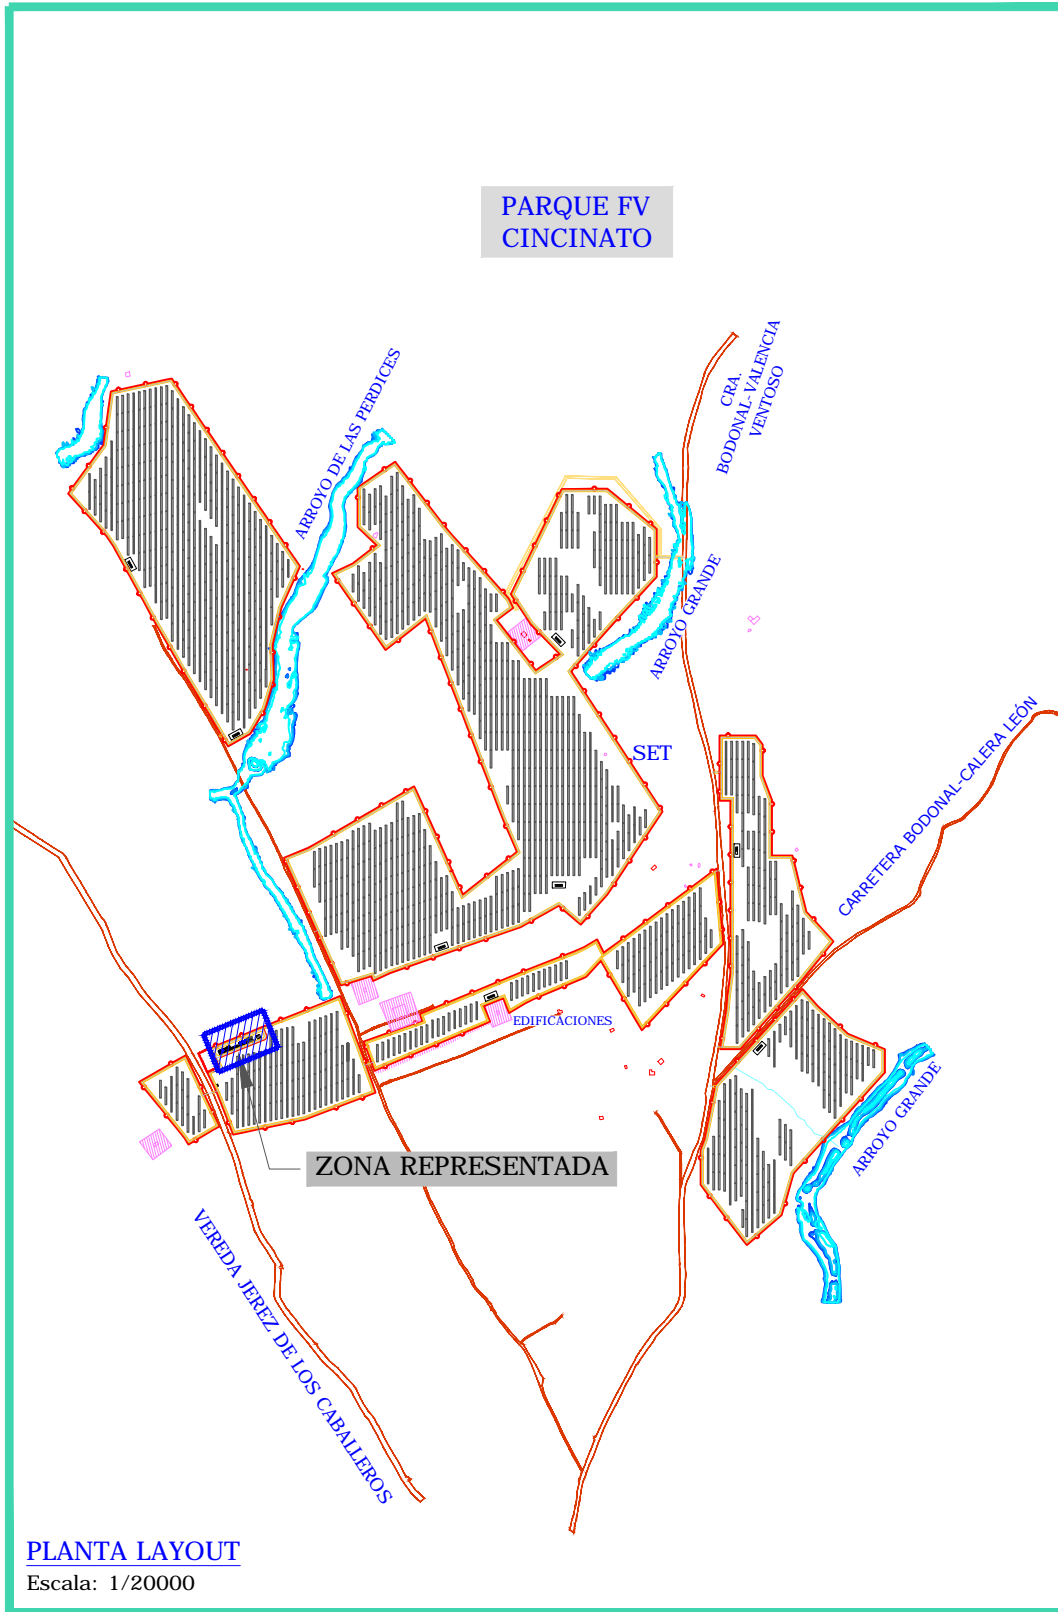 PARQUE FV
CINCINATO
CRA.
BODONAL-VALENCIA
VENTOSO
ARROYO DE LAS PERDICES
ARROYO GRANDE
SET
CARRETERA BODONAL-CALERA LEÓN
EDIFICACIONES
ARROYO GRANDE
ZONA REPRESENTADA
VEREDA JEREZ DE LOS CABALLEROS
PLANTA LAYOUT
Escala: 1/20000